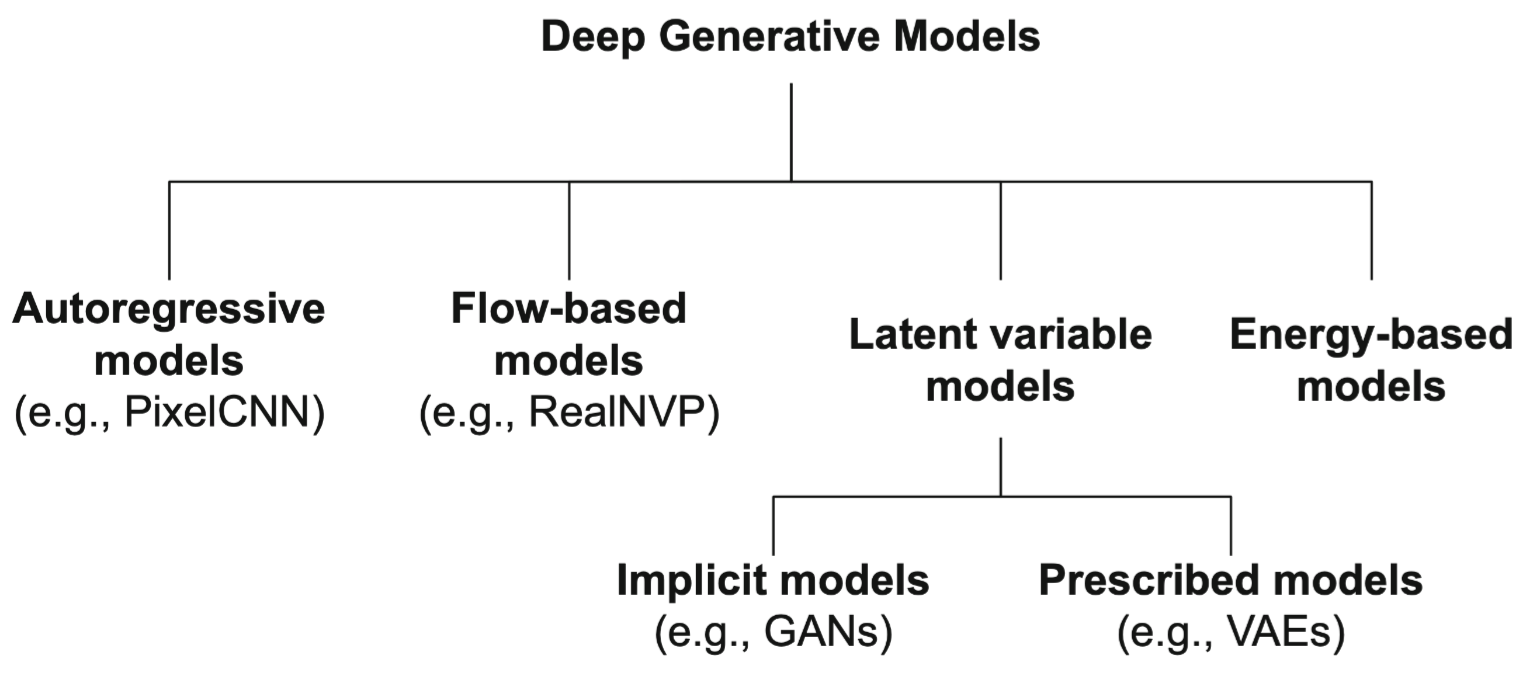 Deep Generative Models
Autoregressive
models
(e.g., PixelCNN)
Flow-based
models
(e.g., RealNVP)
Latent variable
models
Energy-based
models
Implicit models
(e.g., GANs)
Prescribed models
(e.g., VAEs)